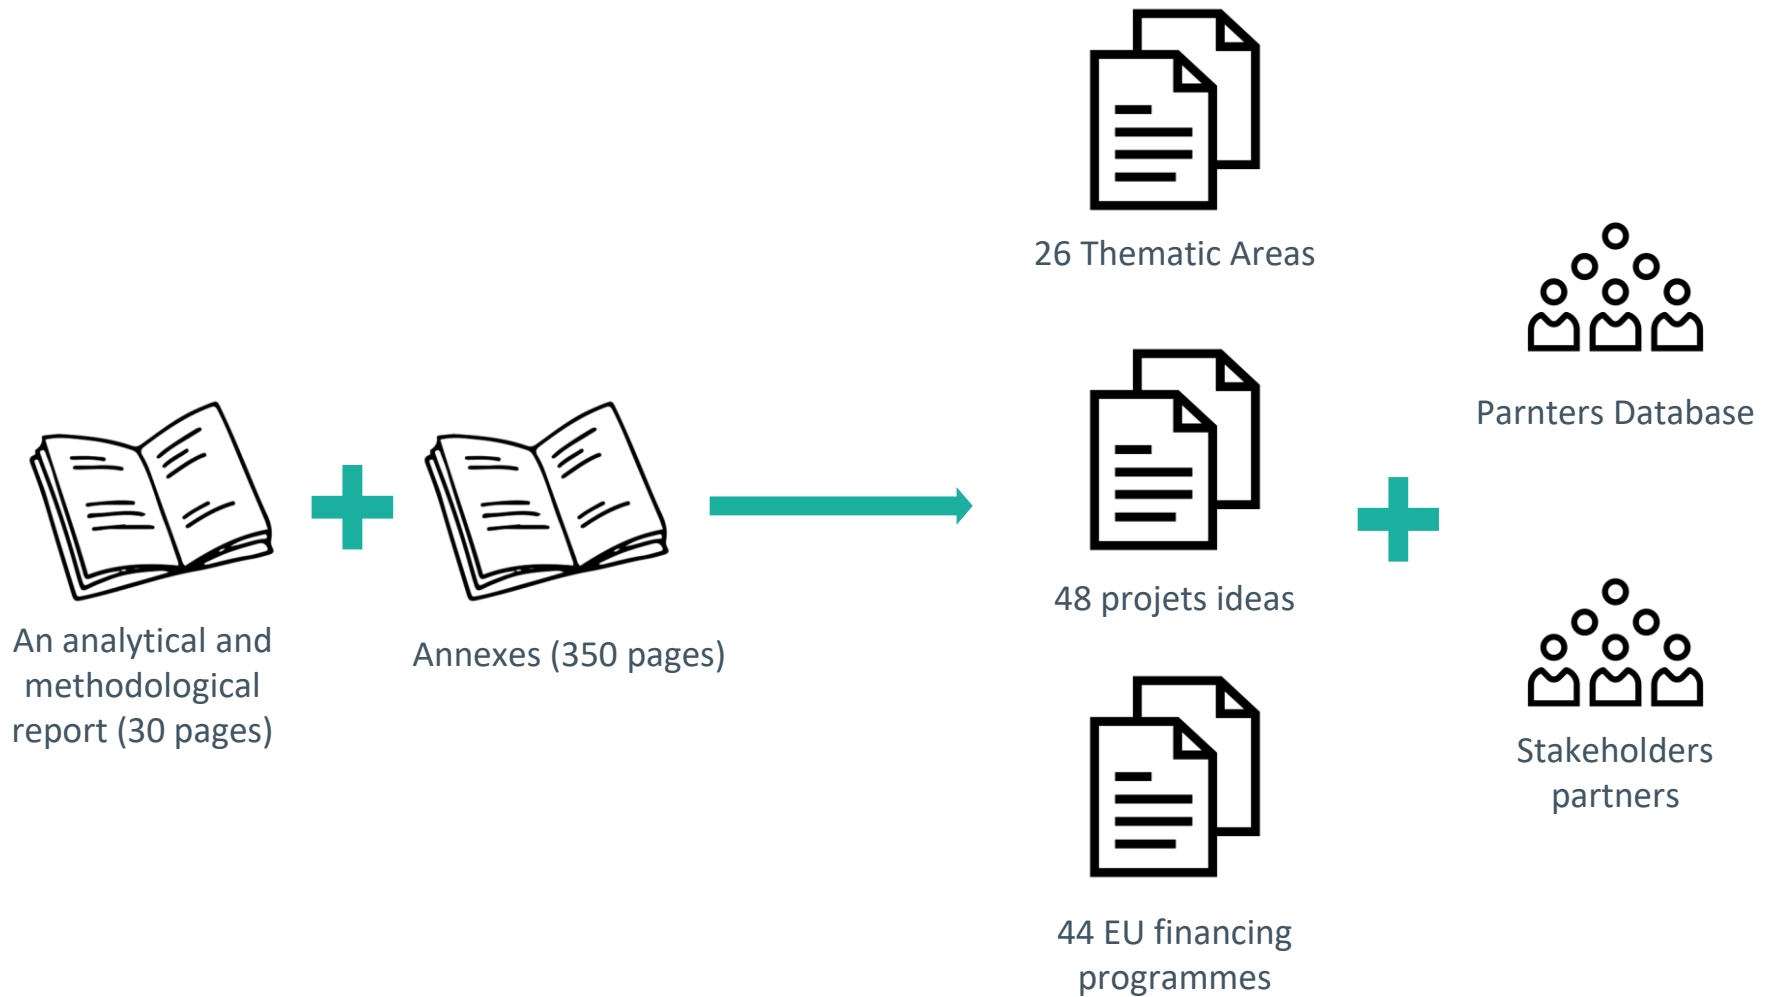 An analytical and
methodological
report (30 pages)
Annexes (350 pages)
26 Thematic Areas
48 projets ideas
44 EU financing
programmes
Parnters Database
Stakeholders
partners